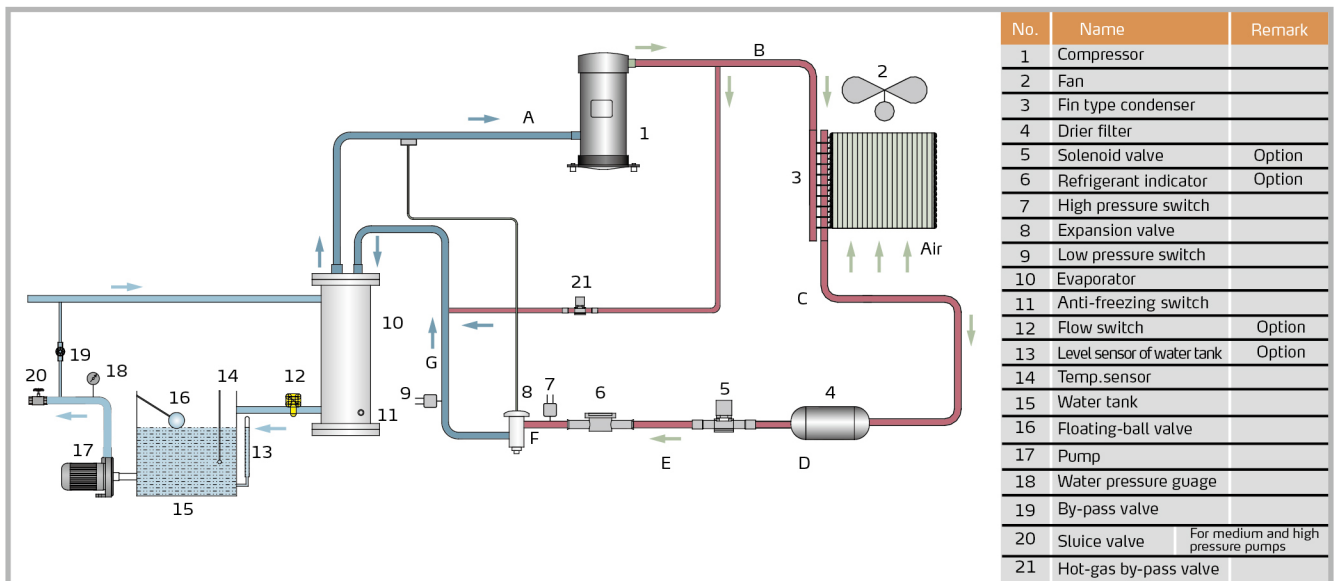 B
2
A
1
3
Air
21
C
10
G
19
20
18
16
14
12
9
8
7
6
5
4
11
F
17
13
E
D
15
No. Name Remark
1 Compressor
2 Fan
3 Fin type condenser
4 Drier filter
5 Solenoid valve Option
6 Refrigerant indicator Option
7 High pressure switch
8 Expansion valve
9 Low pressure switch
10 Evaporator
11 Anti-freezing switch
12 Flow switch Option
13 Level sensor of water tank Option
14 Temp.sensor
15 Water tank
16 Floating-ball valve
17 Pump
18 Water pressure guage
19 By-pass valve
20 Sluice valve For medium and high
pressure pumps
21 Hot-gas by-pass valve